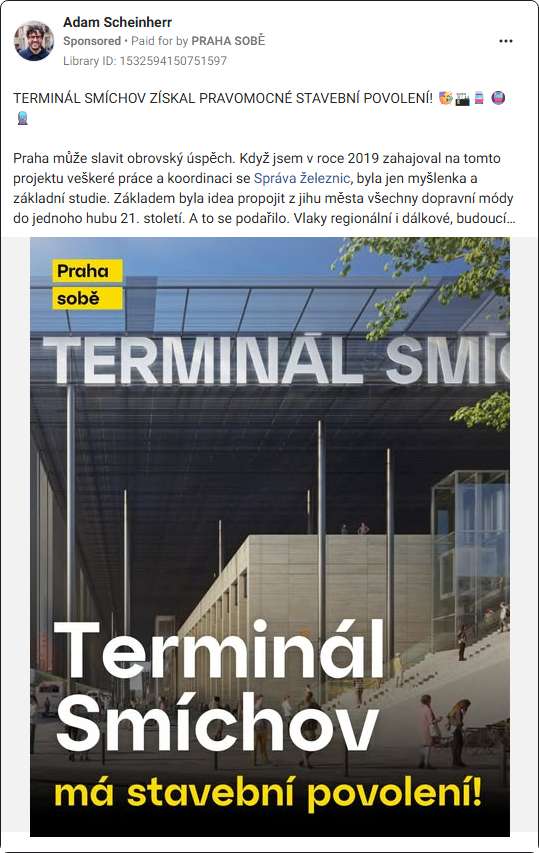 Adam Scheinherr
Sponsored • Paid for by PRAHA SOBĚ
Library ID: 1532594150751597
TERMINÁL SMÍCHOV ZÍSKAL PRAVOMOCNÉ STAVEBNÍ POVOLENÍ!
Praha může slavit obrovský úspěch. Když jsem v roce 2019 zahajoval na tomto
projektu veškeré práce a koordinaci se Správa železnic, byla jen myšlenka a
základní studie. Základem byla idea propojit z jihu města všechny dopravní módy
do jednoho hubu 21. století. A to se podařilo. Vlaky regionální i dálkové, budoucí...
Praha
sobě
TERMINÁL SMÍC
Terminál
Smíchov
má stavební povolení!